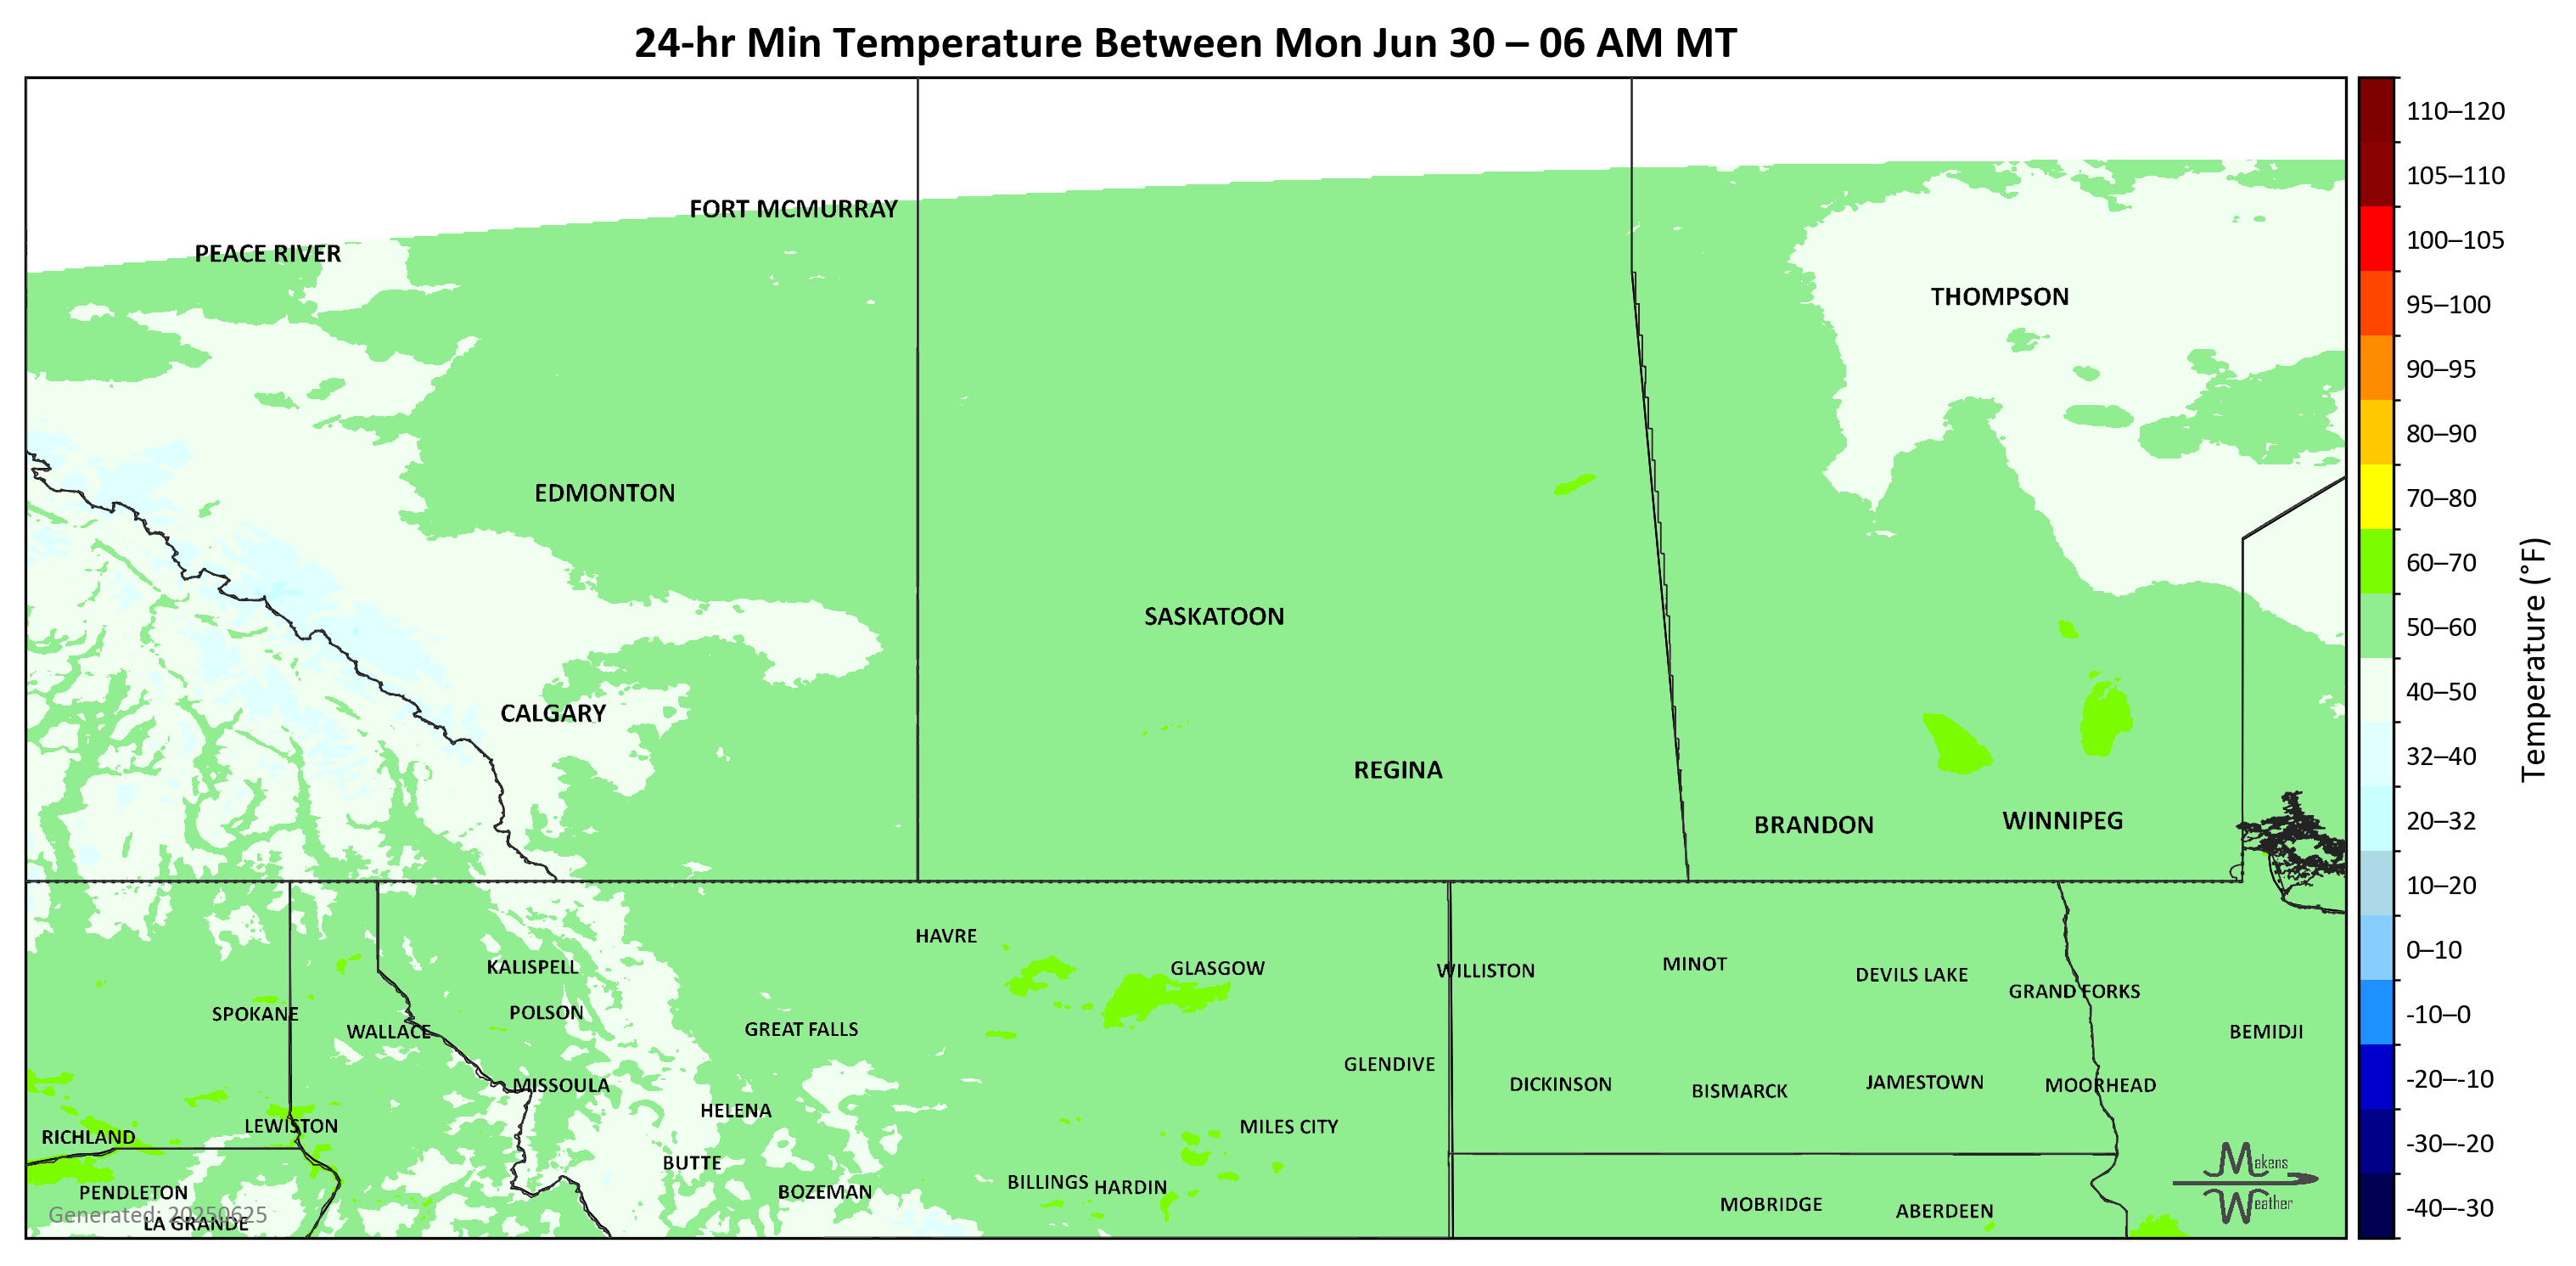 24-hr Min Temperature Between Mon Jun 30 – 06 AM MT
110–120
105–110
FORT MCMURRAY
100–105
PEACE RIVER
THOMPSON
95–100
90–95
80–90
EDMONTON
70–80
60–70
SASKATOON
50–60
Temperature (°F)
40–50
CALGARY
32–40
REGINA
20–32
BRANDON
WINNIPEG
10–20
HAVRE
0–10
KALISPELL
GLASGOW
WILLISTON
MINOT
DEVILS LAKE
GRAND FORKS
SPOKANE
POLSON
-10–0
WALLACE
GREAT FALLS
BEMIDJI
GLENDIVE
-20–-10
MISSOULA
DICKINSON
BISMARCK
JAMESTOWN
MOORHEAD
HELENA
LEWISTON
MILES CITY
RICHLAND
-30–-20
BUTTE
Makens
BILLINGS
HARDIN
PENDLETON
BOZEMAN
Weather
MOBRIDGE
ABERDEEN
-40–-30
Generated: 20250625
LA GRANDE